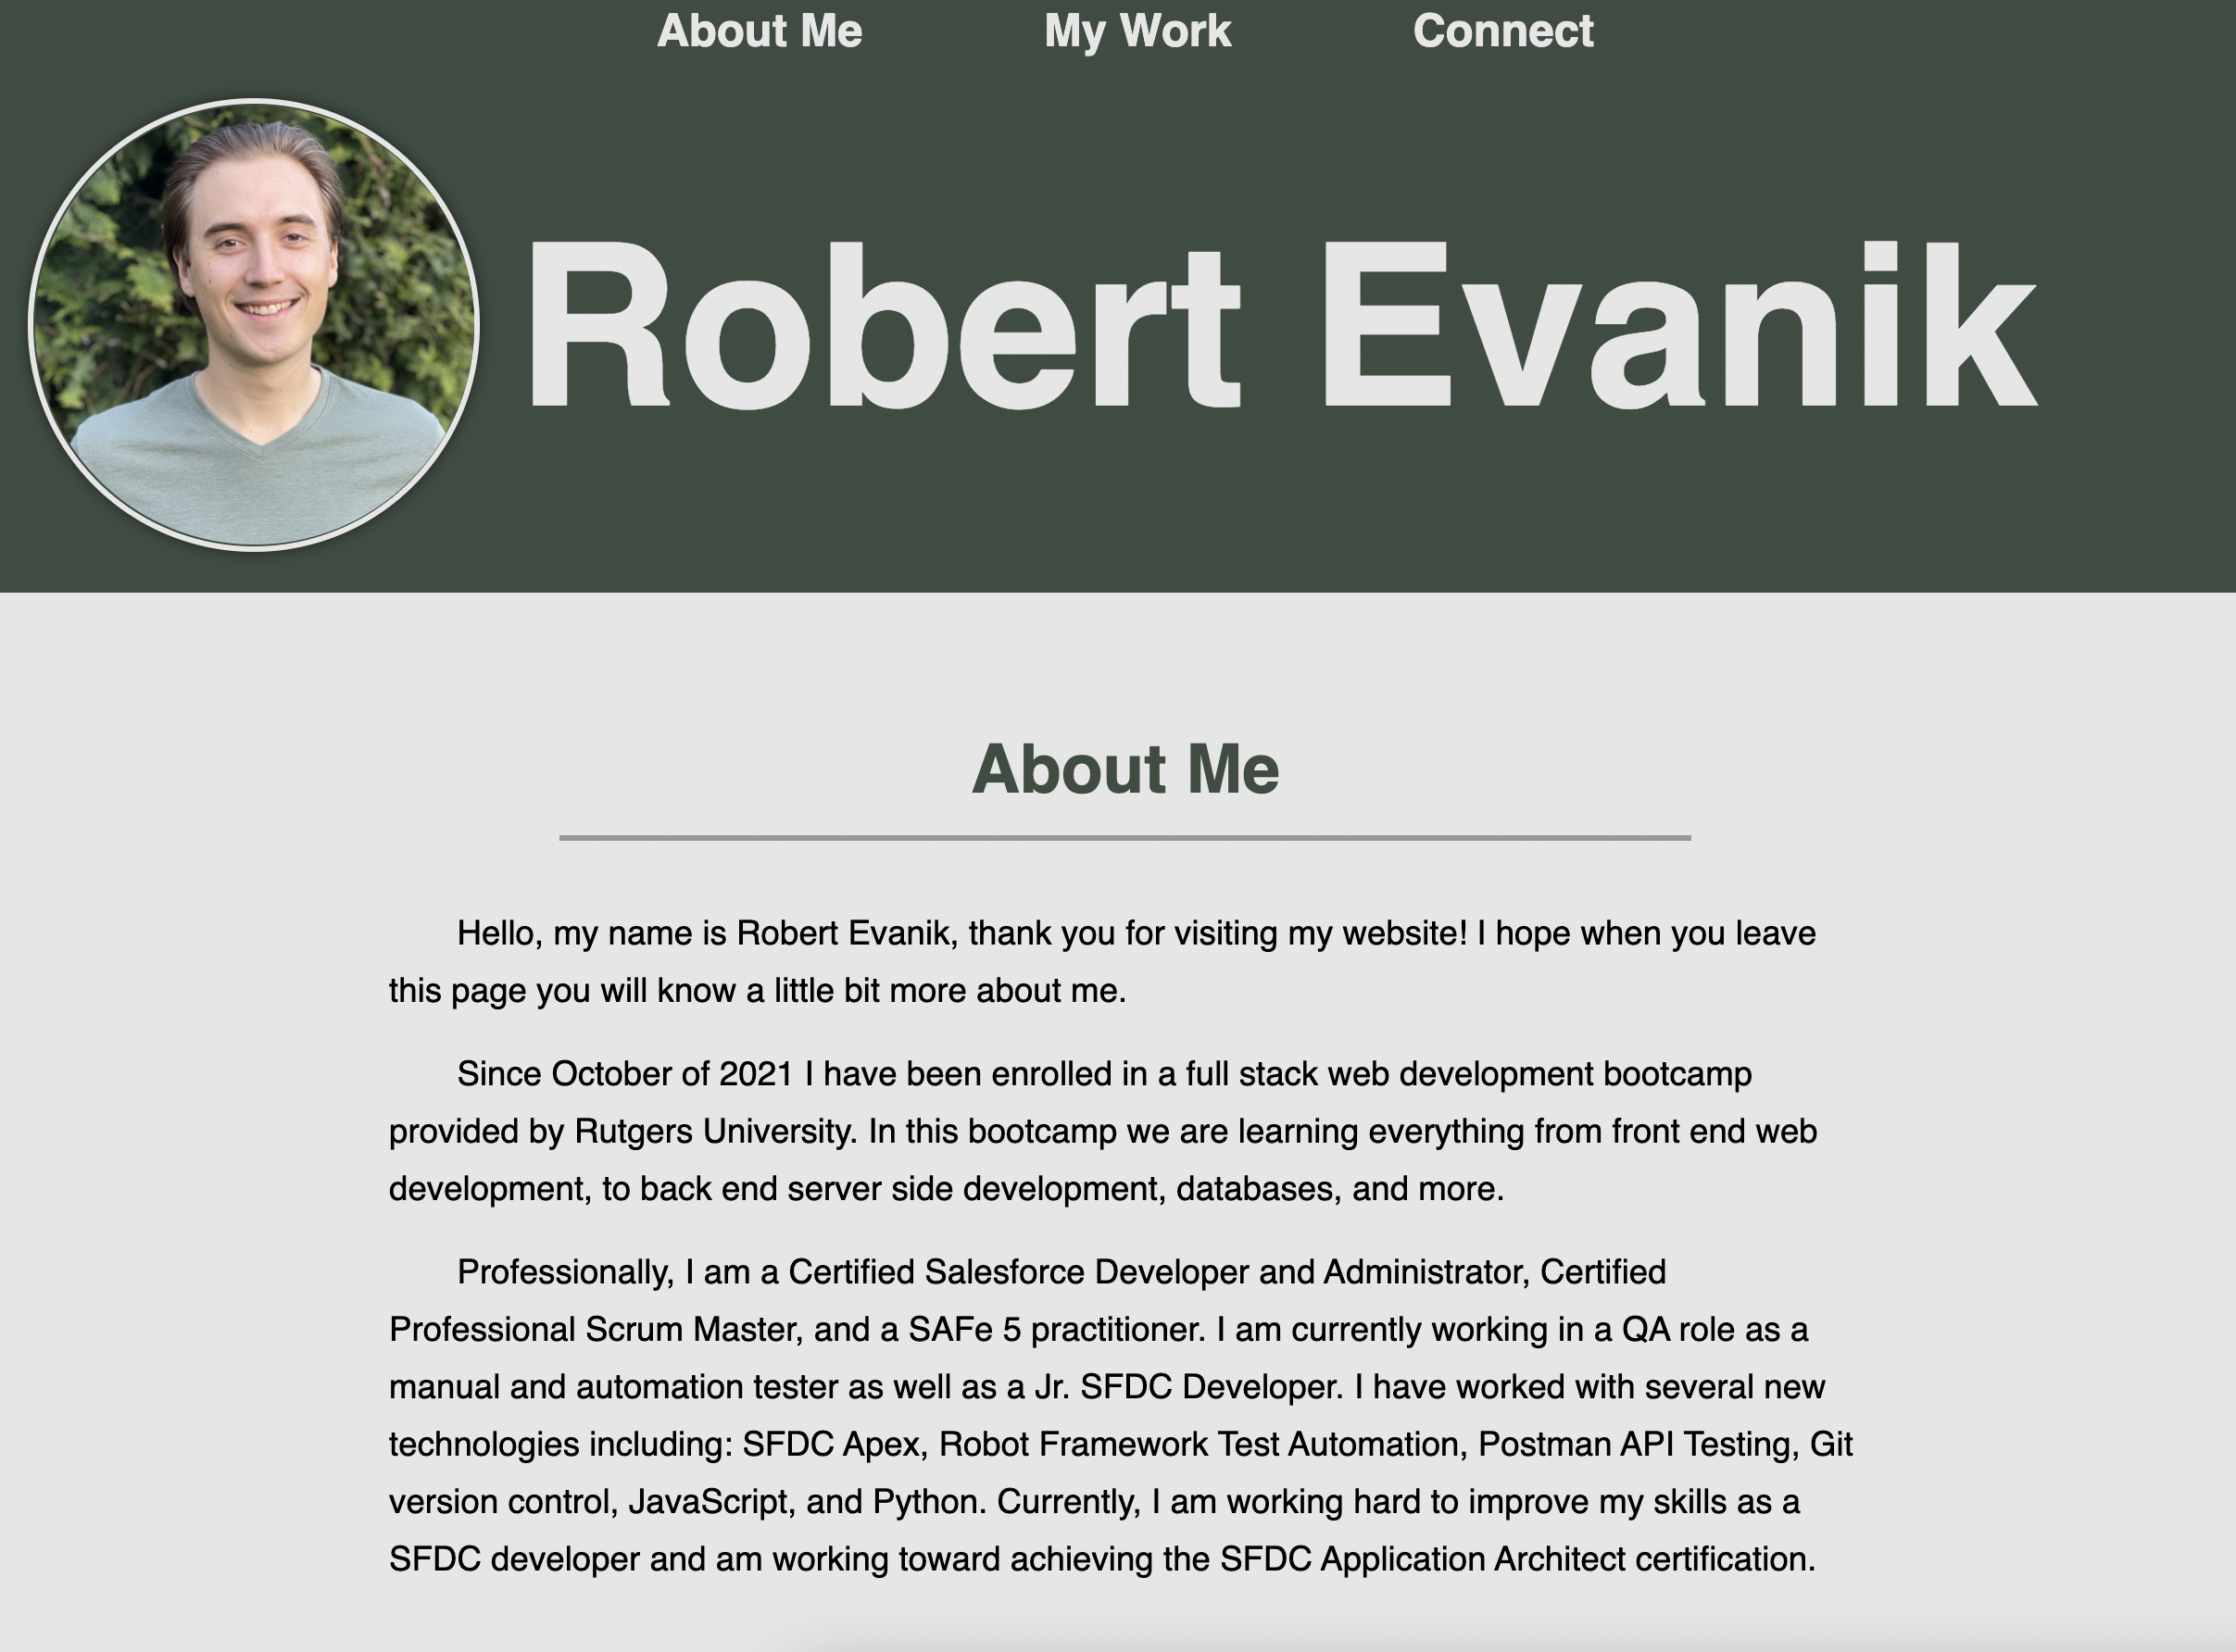 About Me
My Work
Connect
Robert Evanik
About Me
Hello, my name is Robert Evanik, thank you for visiting my website! I hope when you leave
this page you will know a little bit more about me.
Since October of 2021 I have been enrolled in a full stack web development bootcamp
provided by Rutgers University. In this bootcamp we are learning everything from front end web
development, to back end server side development, databases, and more.
Professionally, I am a Certified Salesforce Developer and Administrator, Certified
Professional Scrum Master, and a SAFe 5 practitioner. I am currently working in a QA role as a
manual and automation tester as well as a Jr. SFDC Developer. I have worked with several new
technologies including: SFDC Apex, Robot Framework Test Automation, Postman API Testing, Git
version control, JavaScript, and Python. Currently, I am working hard to improve my skills as a
SFDC developer and am working toward achieving the SFDC Application Architect certification.